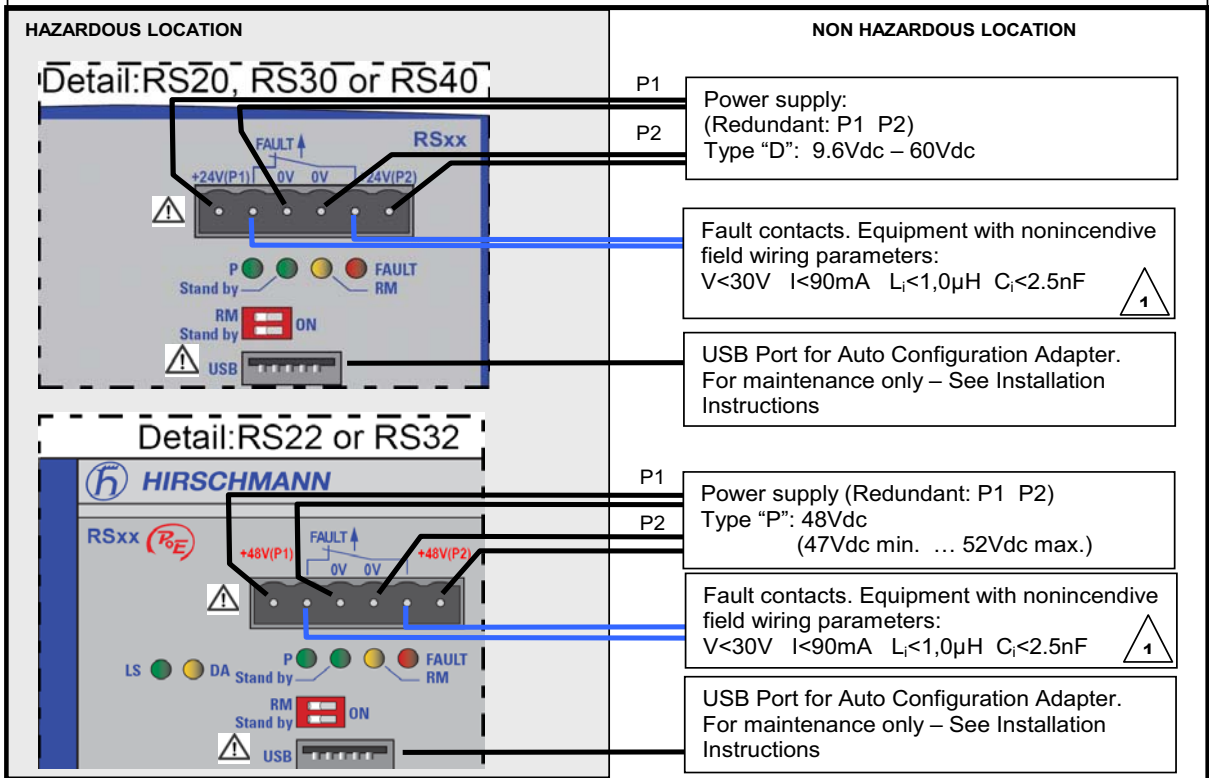 HAZARDOUS LOCATION
NON HAZARDOUS LOCATION
Detail:RS20, RS30 or RS40
RSxx
FAULT
+24V(P1) 0V 0V +24V(P2)
P FAULT
Stand by RM
RM
Stand by ON
USB
P1
P2
Power supply:
(Redundant: P1 P2)
Type “D”: 9.6Vdc – 60Vdc
Fault contacts. Equipment with nonincendive
field wiring parameters:
V<30V I<90mA Li<1,0µH Ci<2.5nF
1
USB Port for Auto Configuration Adapter.
For maintenance only – See Installation
Instructions
Detail:RS22 or RS32
HIRSCHMANN
RSxx PoE
FAULT
+48V(P1) 0V 0V +48V(P2)
LS DA
P FAULT
Stand by RM
RM
Stand by ON
USB
P1
P2
Power supply (Redundant: P1 P2)
Type “P”: 48Vdc
(47Vdc min. … 52Vdc max.)
Fault contacts. Equipment with nonincendive
field wiring parameters:
V<30V I<90mA Li<1,0µH Ci<2.5nF
1
USB Port for Auto Configuration Adapter.
For maintenance only – See Installation
Instructions